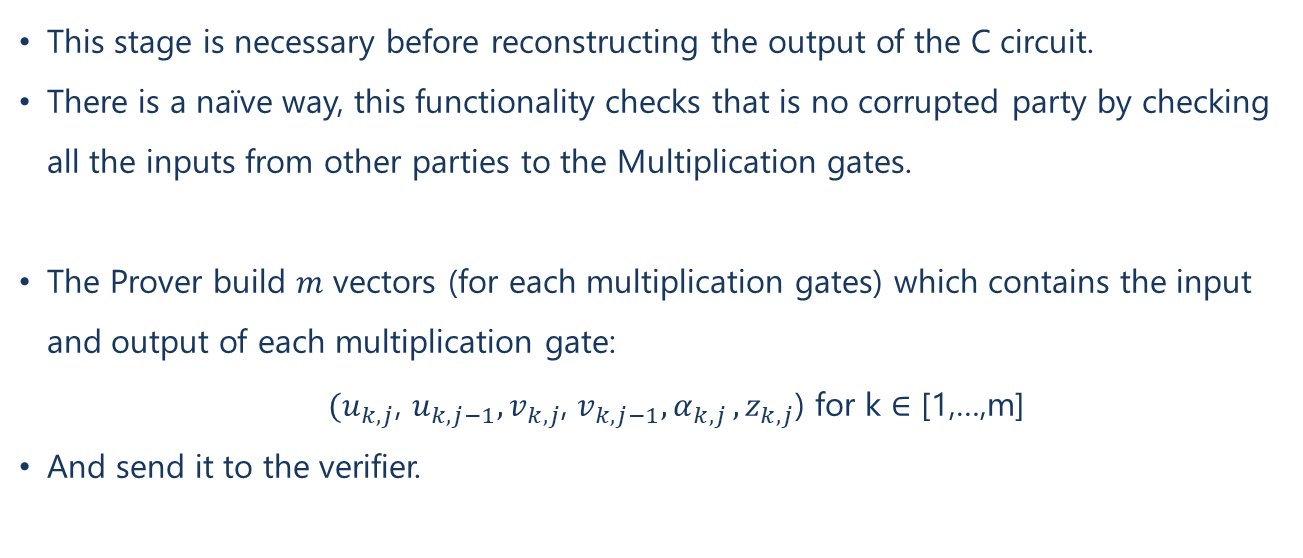 • This stage is necessary before reconstructing the output of the C circuit.
• There is a naïve way, this functionality checks that is no corrupted party by checking
all the inputs from other parties to the Multiplication gates.
• The Prover build m vectors (for each multiplication gates) which contains the input
and output of each multiplication gate:
(u_{k,j}, u_{k,j−1}, v_{k,j}, v_{k,j−1}, α_{k,j}, z_{k,j}) for k ∈ [1,…,m]
• And send it to the verifier.